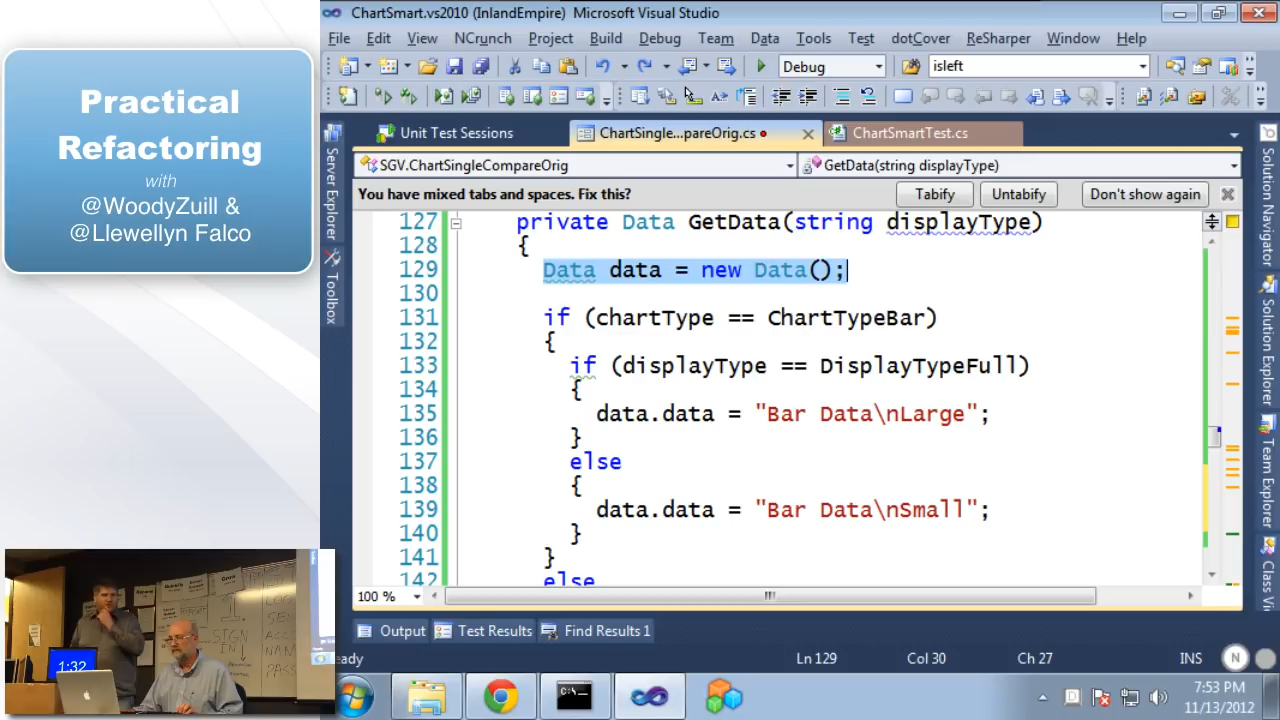 Practical
Refactoring
with
@WoodyZuill &
@Llewellyn Falco
ChartSmart.vs2010 (InlandEmpire) - Microsoft Visual Studio
File Edit View NCrunch Project Build Debug Team Data Tools Test dotCover ReSharper Window Help
Debug isleft
Unit Test Sessions ChartSingle...pareOrig.cs ChartSmartTest.cs
SGV.ChartSingleCompareOrig GetData(string displayType)
You have mixed tabs and spaces. Fix this? Tabify Untabify Don't show again
127 private Data GetData(string displayType)
128 {
129 Data data = new Data();
130
131 if (chartType == ChartTypeBar)
132 {
133 if (displayType == DisplayTypeFull)
134 {
135 data.data = "Bar Data\nLarge";
136 }
137 else
138 {
139 data.data = "Bar Data\nSmall";
140 }
141 }
142 else
100 %
Output Test Results Find Results 1
eady Ln 129 Col 30 Ch 27 INS N
7:53 PM
11/13/2012
Server Explorer
Toolbox
Solution Navigator
Solution Explorer
Team Explorer
Class View
1:32
SIGN
IN